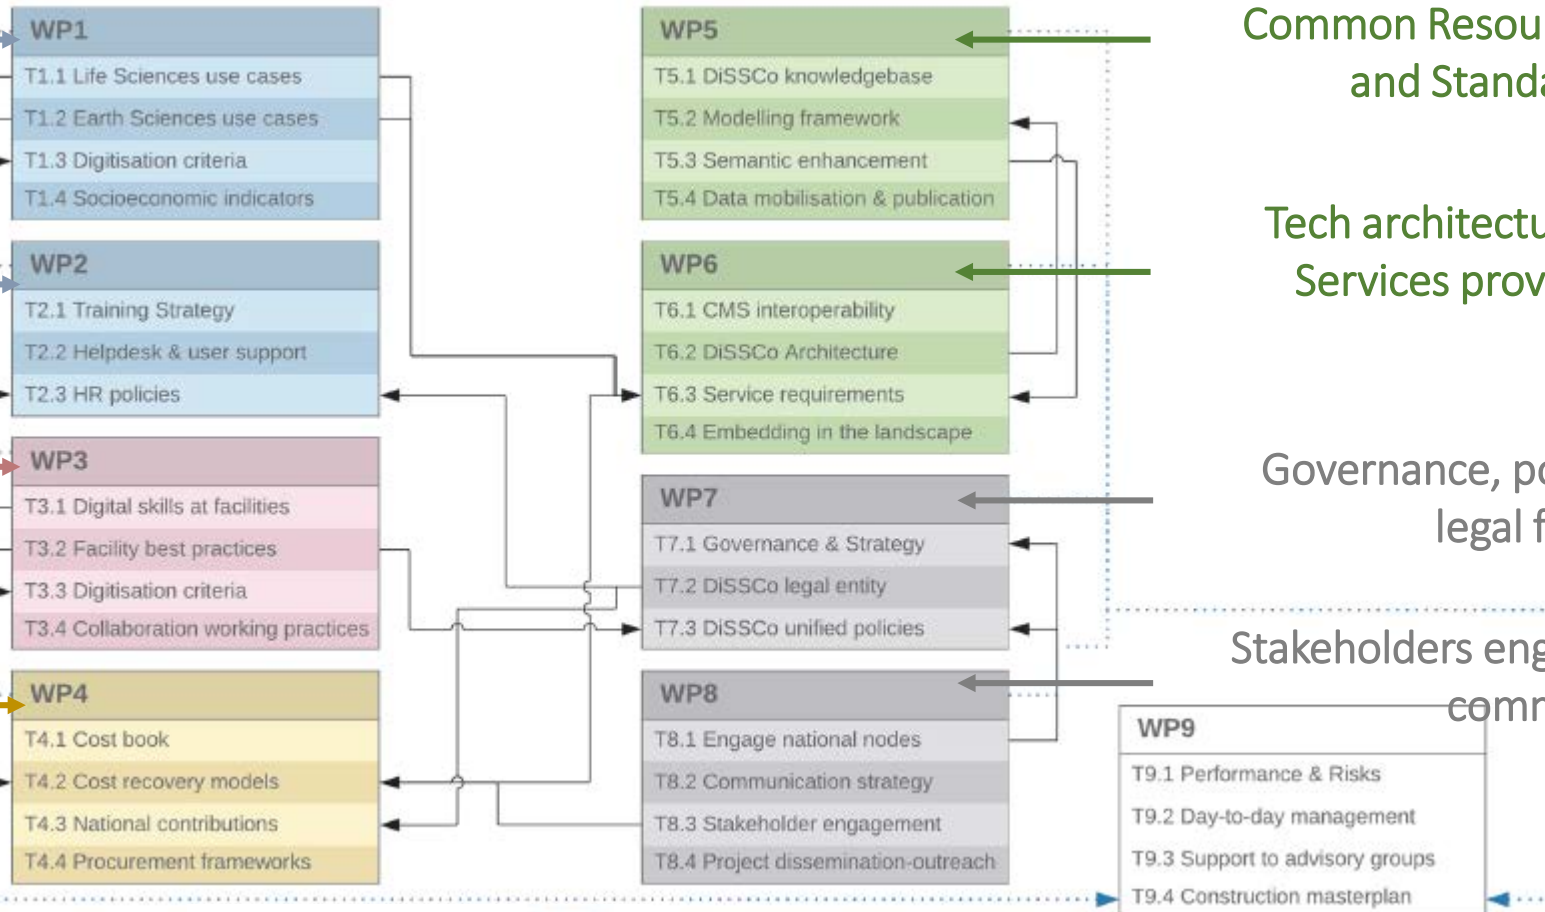 WP1
T1.1 Life Sciences use cases
T1.2 Earth Sciences use cases
T1.3 Digitisation criteria
T1.4 Socioeconomic indicators
WP2
T2.1 Training Strategy
T2.2 Helpdesk & user support
T2.3 HR policies
WP3
T3.1 Digital skills at facilities
T3.2 Facility best practices
T3.3 Digitisation criteria
T3.4 Collaboration working practices
WP4
T4.1 Cost book
T4.2 Cost recovery models
T4.3 National contributions
T4.4 Procurement frameworks
WP5
T5.1 DiSSCo knowledgebase
T5.2 Modelling framework
T5.3 Semantic enhancement
T5.4 Data mobilisation & publication
WP6
T6.1 CMS interoperability
T6.2 DiSSCo Architecture
T6.3 Service requirements
T6.4 Embedding in the landscape
WP7
T7.1 Governance & Strategy
T7.2 DiSSCo legal entity
T7.3 DiSSCo unified policies
WP8
T8.1 Engage national nodes
T8.2 Communication strategy
T8.3 Stakeholder engagement
T8.4 Project dissemination-outreach
Common Resou
and Standa
Tech architectu
Services prov
Governance, po
legal f
Stakeholders eng
comm
WP9
T9.1 Performance & Risks
T9.2 Day-to-day management
T9.3 Support to advisory groups
T9.4 Construction masterplan